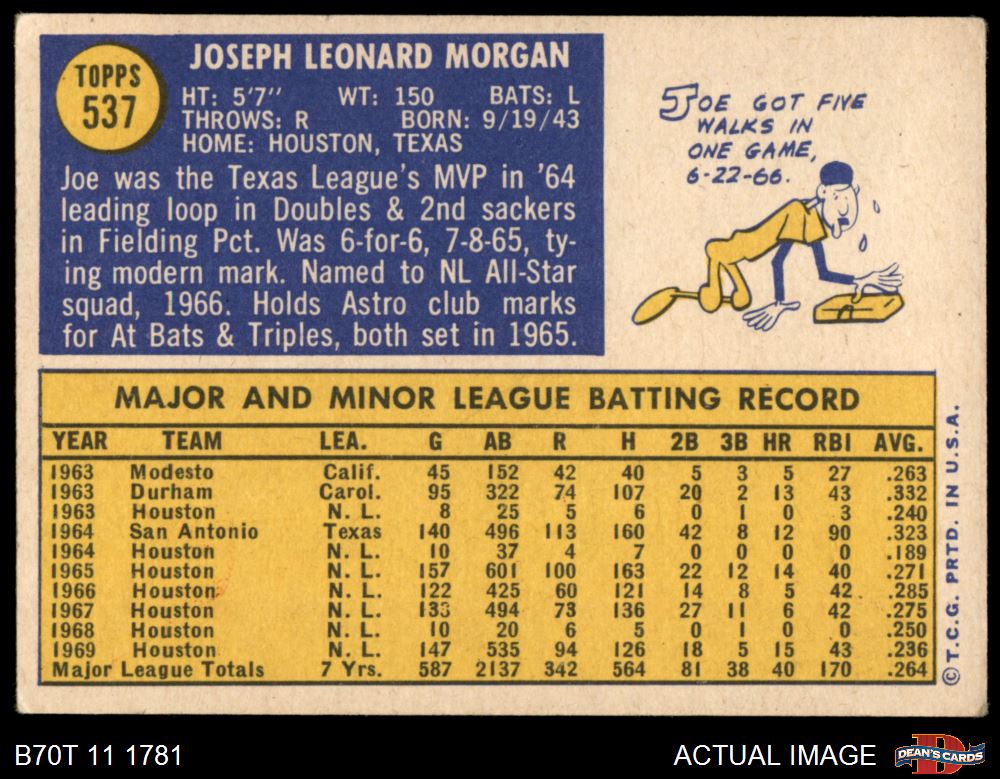 TOPPS
537
JOSEPH LEONARD MORGAN
HT: 5'7" WT: 150 BATS: L
THROWS: R BORN: 9/19/43
HOME: HOUSTON, TEXAS
Joe was the Texas League's MVP in '64
leading loop in Doubles & 2nd sackers
in Fielding Pct. Was 6-for-6, 7-8-65, ty-
ing modern mark. Named to NL All-Star
squad, 1966. Holds Astro club marks
for At Bats & Triples, both set in 1965.
JOE GOT FIVE
WALKS IN
ONE GAME,
6-22-66.
MAJOR AND MINOR LEAGUE BATTING RECORD
YEAR TEAM LEA. G AB R H 2B 3B HR RBI AVG.
1963 Modesto Calif. 45 152 42 40 5 3 5 27 .263
1963 Durham Carol. 95 322 74 107 20 2 13 43 .332
1963 Houston N. L. 8 25 5 6 0 1 0 3 .240
1964 San Antonio Texas 140 496 113 160 42 8 12 90 .323
1964 Houston N. L. 10 37 4 7 0 0 0 0 .189
1965 Houston N. L. 157 601 100 163 22 12 14 40 .271
1966 Houston N. L. 122 425 60 121 14 8 5 42 .285
1967 Houston N. L. 133 494 73 136 27 11 6 42 .275
1968 Houston N. L. 10 20 6 5 0 1 0 0 .250
1969 Houston N. L. 147 535 94 126 18 5 15 43 .236
Major League Totals 7 Yrs. 587 2137 342 564 81 38 40 170 .264
© T.C.G. PRTD. IN U.S.A.
B70T 11 1781
ACTUAL IMAGE
D
DEAN'S CARDS